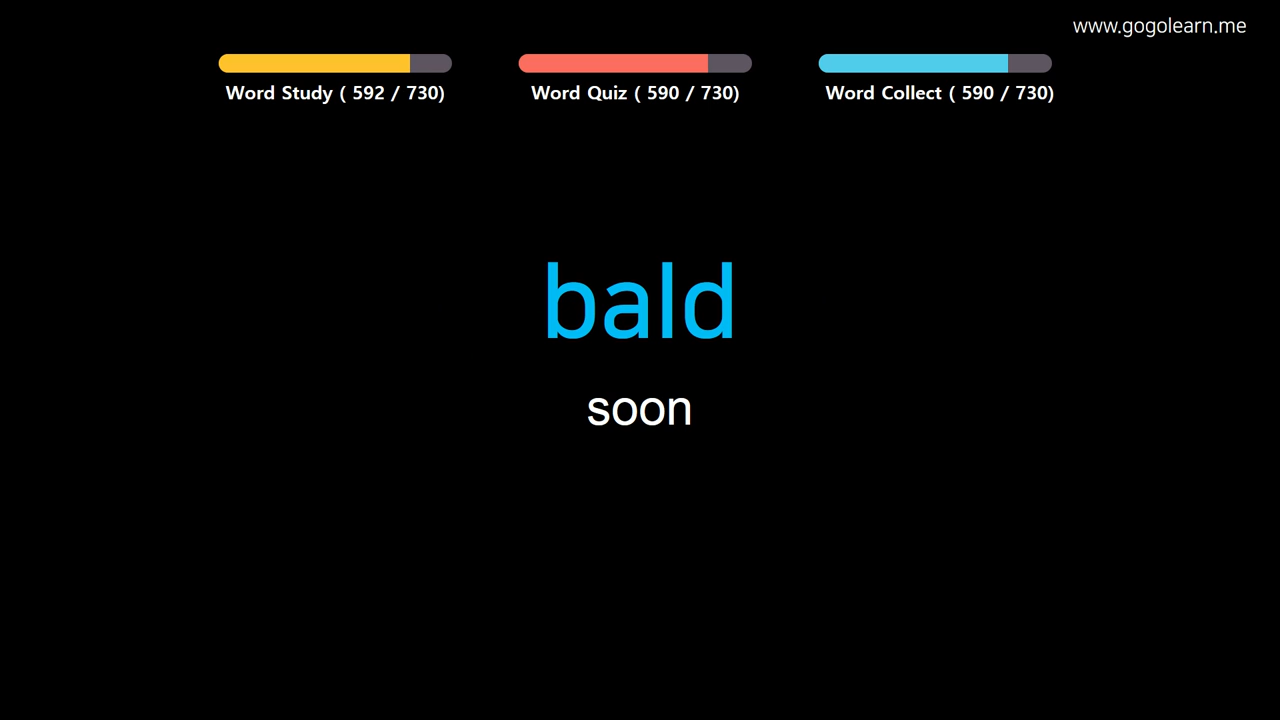 www.gogolearn.me
Word Study ( 592 / 730)
Word Quiz ( 590 / 730)
Word Collect ( 590 / 730)
bald
soon